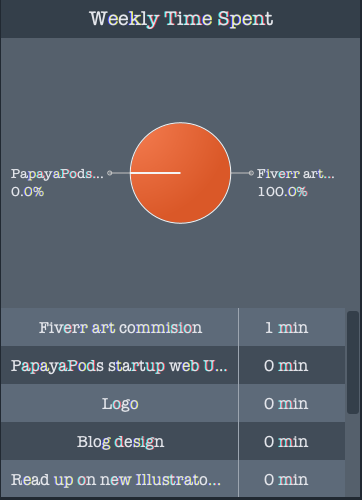 Weekly Time Spent
PapayaPods...
0.0%
Fiverr art...
100.0%
Fiverr art commision 1 min
PapayaPods startup web U... 0 min
Logo 0 min
Blog design 0 min
Read up on new Illustrato... 0 min